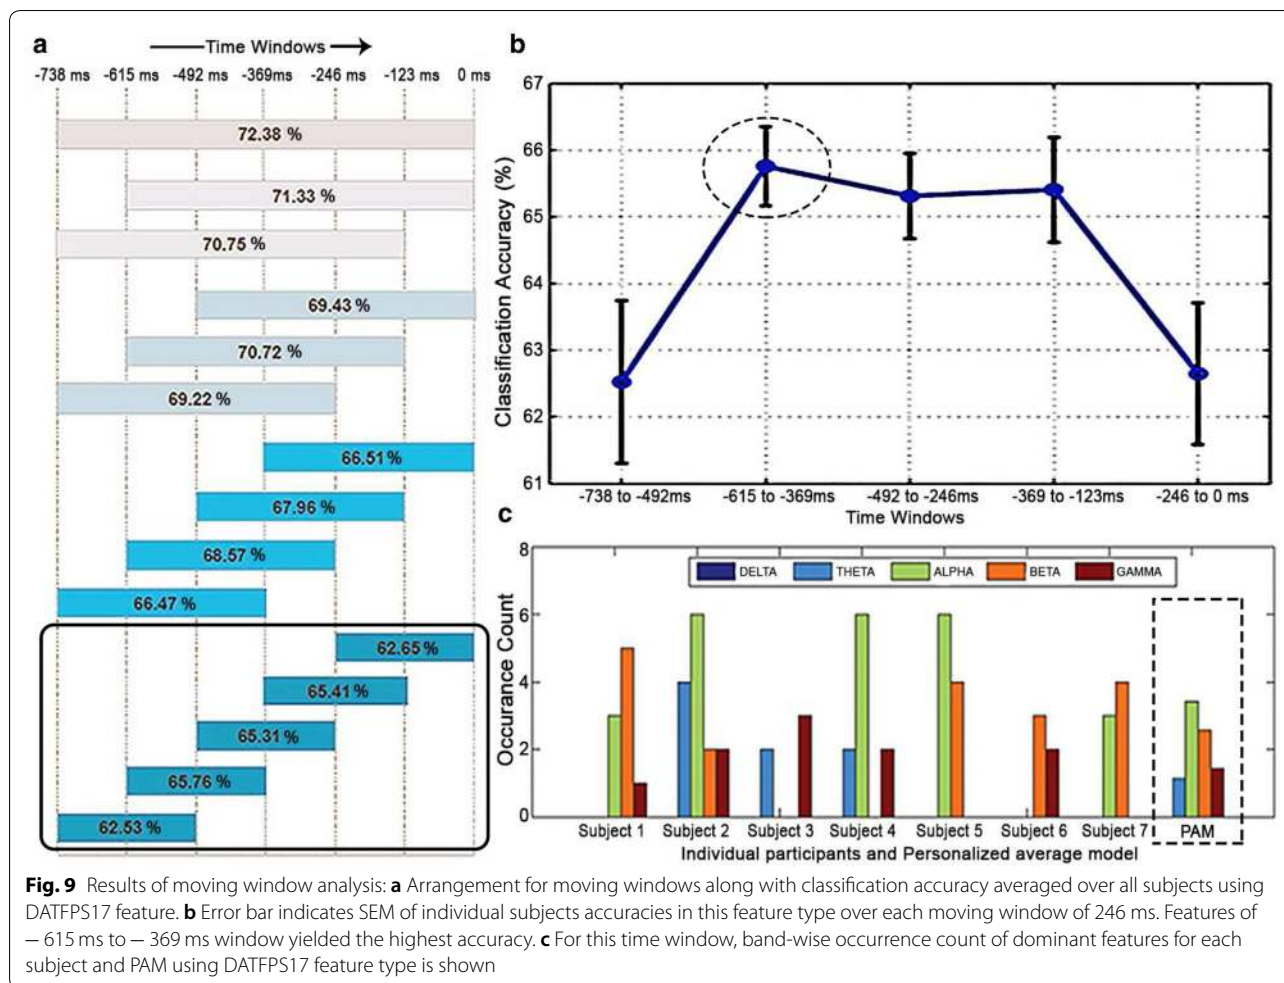 a
Time Windows
-738 ms -615 ms -492 ms -369ms -246 ms -123 ms 0 ms
72.38 %
71.33 %
70.75 %
69.43 %
70.72 %
69.22 %
66.51 %
67.96 %
68.57 %
66.47 %
62.65 %
65.41 %
65.31 %
65.76 %
62.53 %
b
Classification Accuracy (%)
67
66
65
64
63
62
61
-738 to -492ms -615 to -369ms -492 to -246ms -369 to -123ms -246 to 0 ms
Time Windows
c
Occurance Count
8
6
4
2
0
DELTA THETA ALPHA BETA GAMMA
Subject 1 Subject 2 Subject 3 Subject 4 Subject 5 Subject 6 Subject 7 PAM
Individual participants and Personalized average model
Fig. 9 Results of moving window analysis: a Arrangement for moving windows along with classification accuracy averaged over all subjects using
DATFPS17 feature. b Error bar indicates SEM of individual subjects accuracies in this feature type over each moving window of 246 ms. Features of
− 615 ms to − 369 ms window yielded the highest accuracy. c For this time window, band-wise occurrence count of dominant features for each
subject and PAM using DATFPS17 feature type is shown